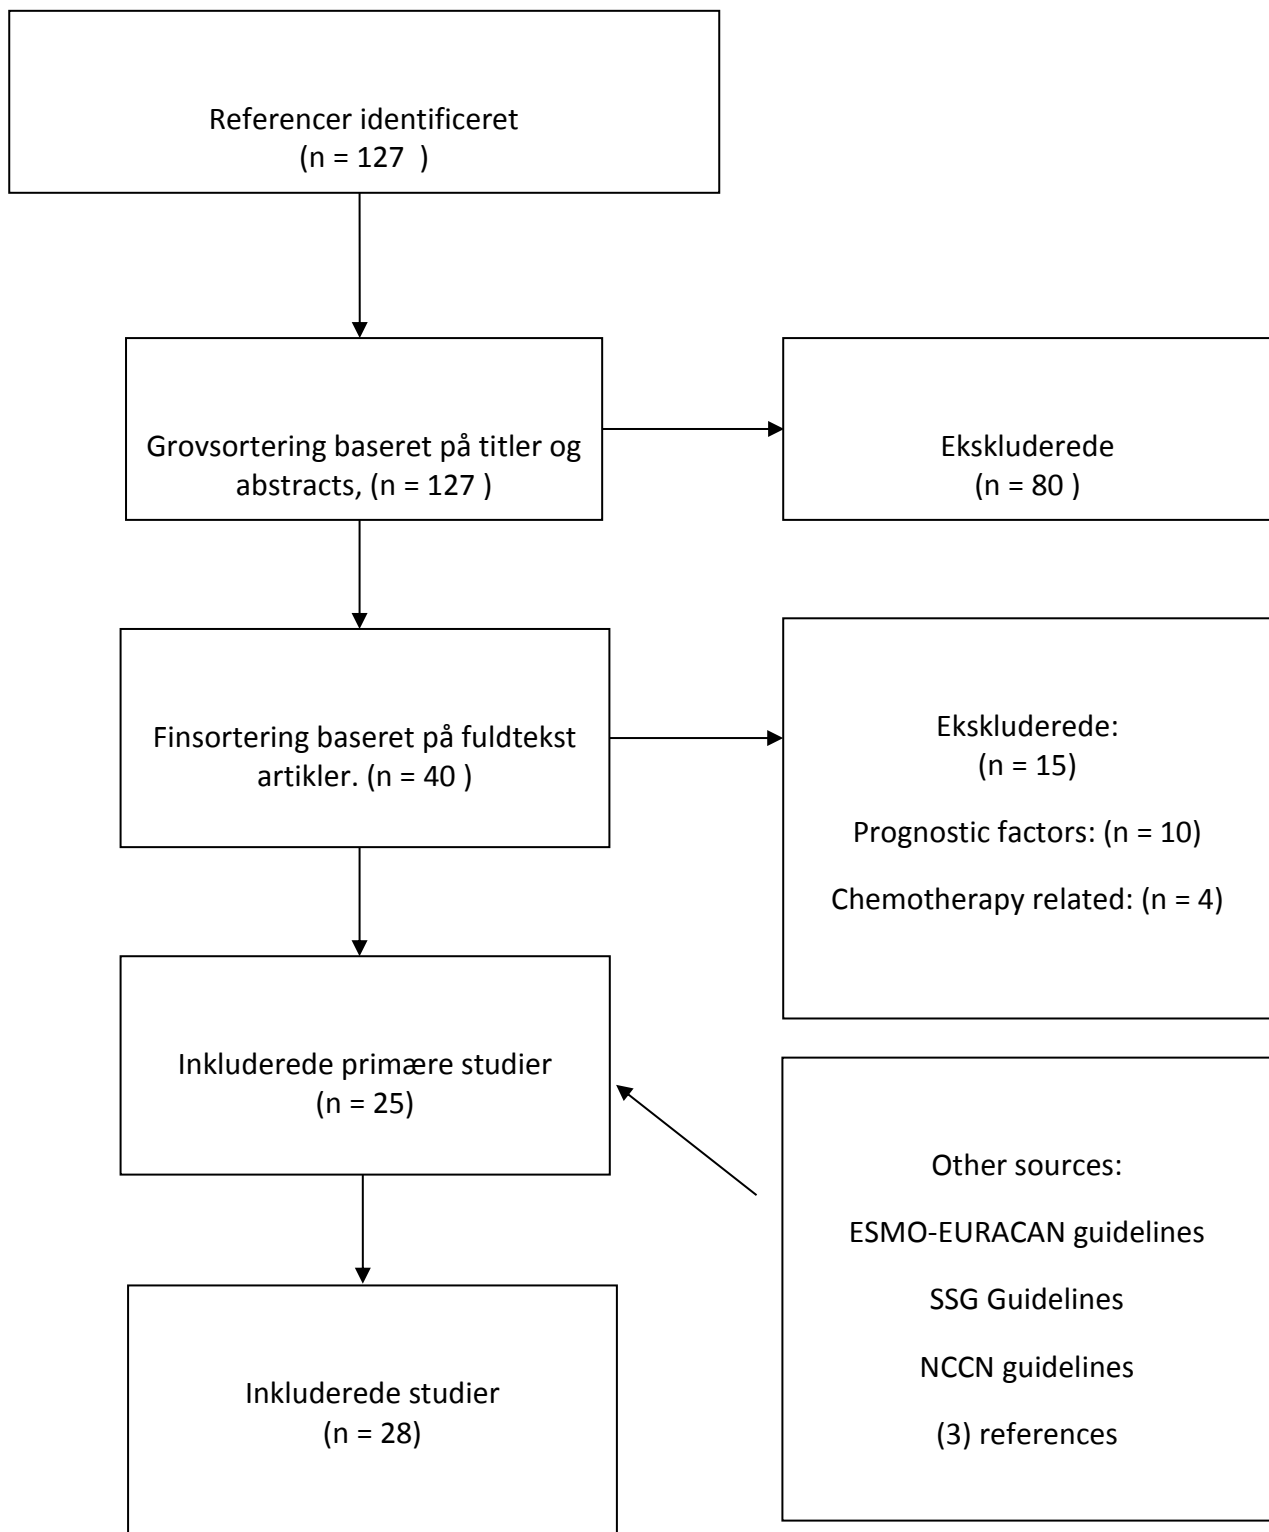 Referencer identificeret
(n = 127  )
Grovsortering baseret på titler og
abstracts, (n = 127 )
Ekskluderede
(n = 80 )
Finsortering baseret på fuldtekst
artikler. (n = 40 )
Ekskluderede:
(n = 15)
Prognostic factors: (n = 10)
Chemotherapy related: (n = 4)
Inkluderede primære studier
(n = 25)
Other sources:
ESMO-EURACAN guidelines
SSG Guidelines
NCCN guidelines
(3) references
Inkluderede studier
(n = 28)